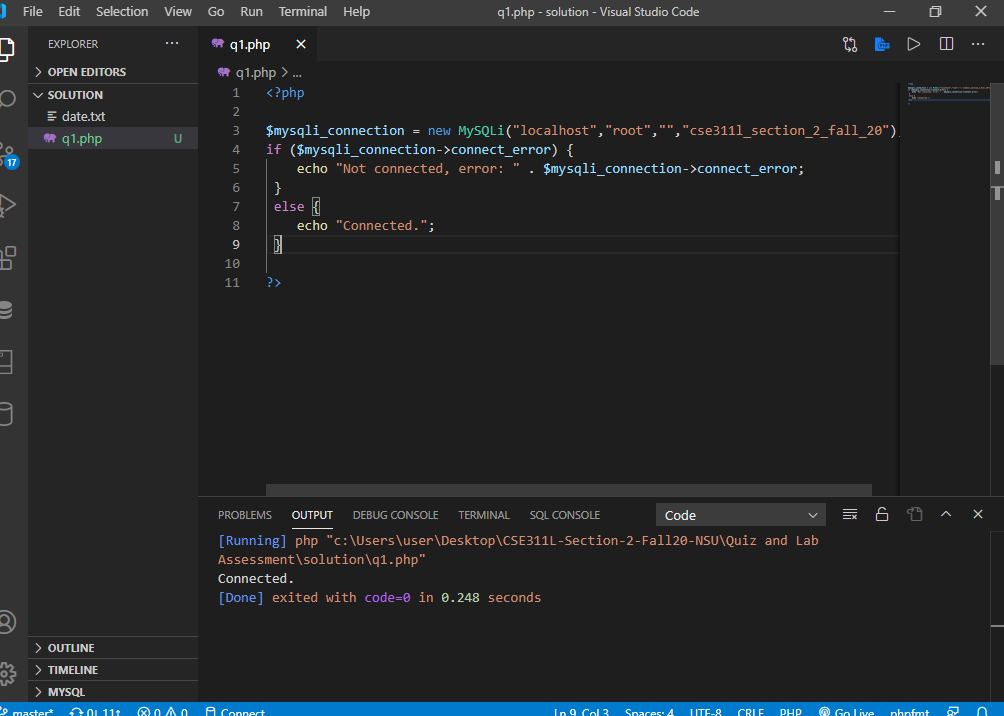 File Edit Selection View Go Run Terminal Help q1.php - solution - Visual Studio Code
EXPLORER ···
OPEN EDITORS
SOLUTION
date.txt
q1.php U
17
q1.php
q1.php > ...
1 <?php
2
3 $mysqli_connection = new MySQLi("localhost","root","","cse311l_section_2_fall_20");
4 if ($mysqli_connection->connect_error) {
5 echo "Not connected, error: " . $mysqli_connection->connect_error;
6 }
7 else {
8 echo "Connected.";
9 }
10
11 ?>
PROBLEMS OUTPUT DEBUG CONSOLE TERMINAL SQL CONSOLE Code
[Running] php "c:\Users\user\Desktop\CSE311L-Section-2-Fall20-NSU\Quiz and Lab
Assessment\solution\q1.php"
Connected.
[Done] exited with code=0 in 0.248 seconds
OUTLINE
TIMELINE
MYSQL
master* 0↓ 11↑ 0 0 Connect Ln 9, Col 3 Spaces: 4 UTF-8 CRLF PHP Go Live phpfmt